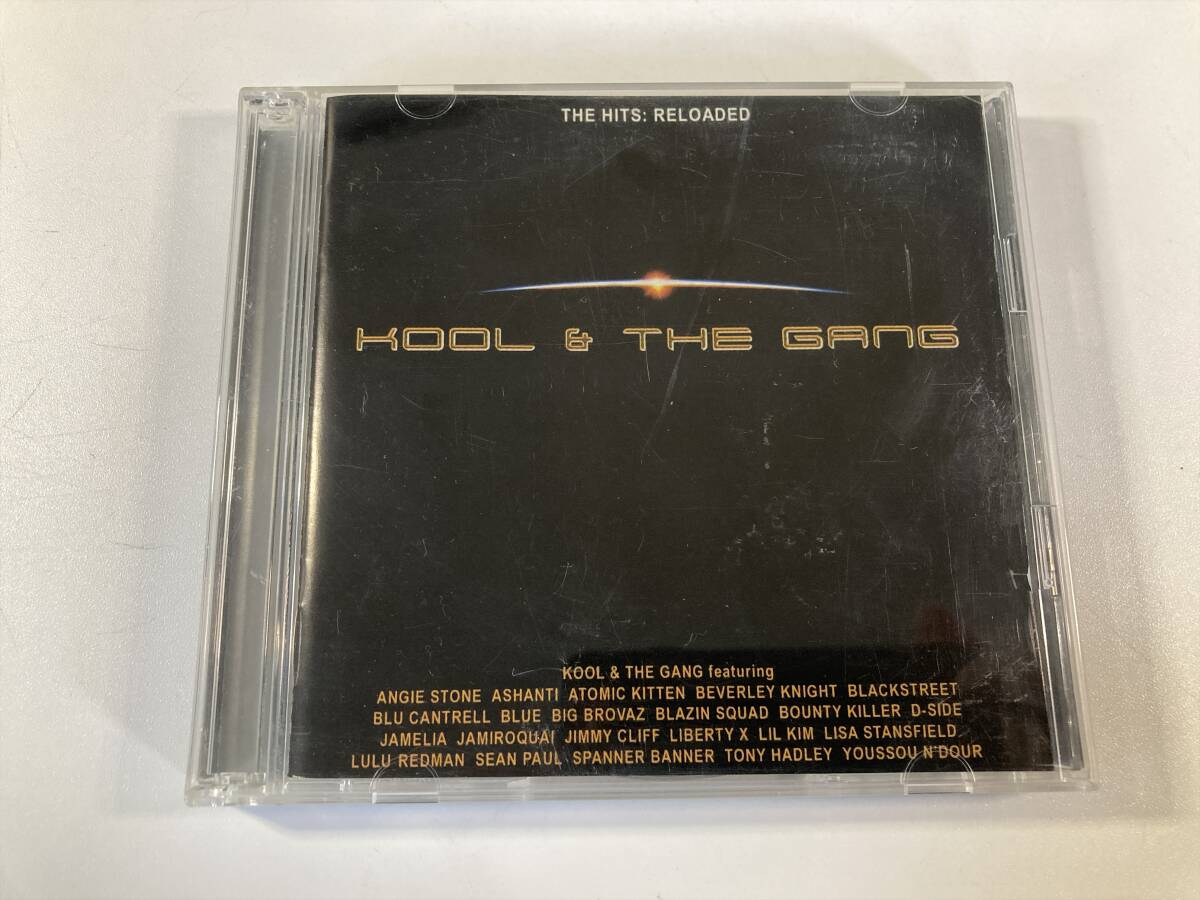 THE HITS: RELOADED
KOOL & THE GANG
KOOL & THE GANG featuring
ANGIE STONE ASHANTI ATOMIC KITTEN BEVERLEY KNIGHT BLACKSTREET
BLU CANTRELL BLUE BIG BROVAZ BLAZIN SQUAD BOUNTY KILLER D-SIDE
JAMELIA JAMIROQUAI JIMMY CLIFF LIBERTY X LIL KIM LISA STANSFIELD
LULU REDMAN SEAN PAUL SPANNER BANNER TONY HADLEY YOUSSOU N'DOUR